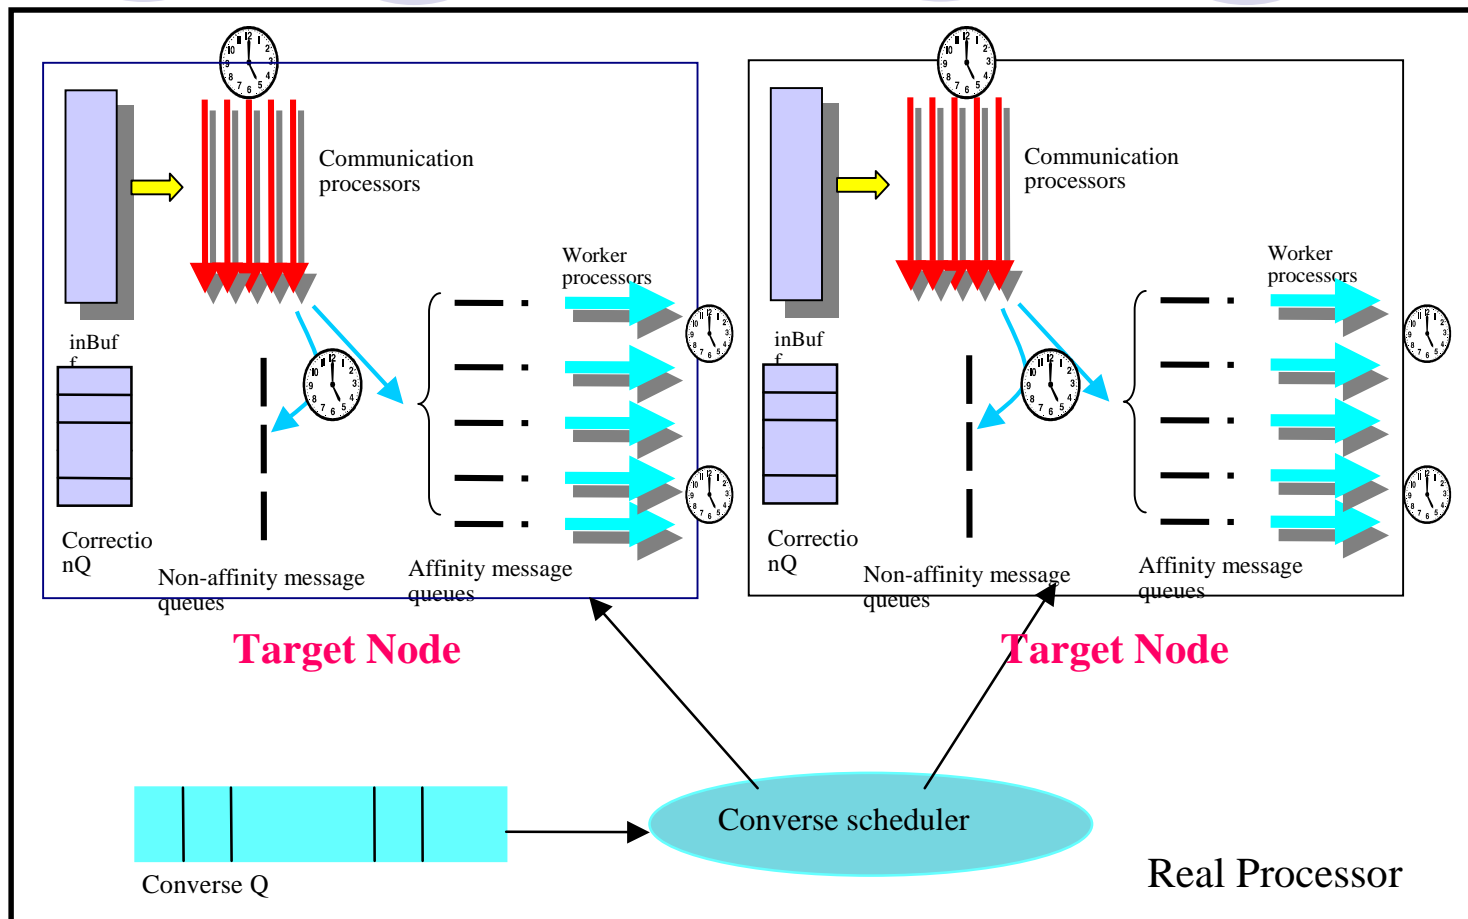 Communication
processors
Worker
processors
inBuf
f
Correctio
nQ
Non-affinity message
queues
Affinity message
queues
Target Node
Communication
processors
Worker
processors
inBuf
f
Correctio
nQ
Non-affinity message
queues
Affinity message
queues
Target Node
Converse scheduler
Converse Q
Real Processor